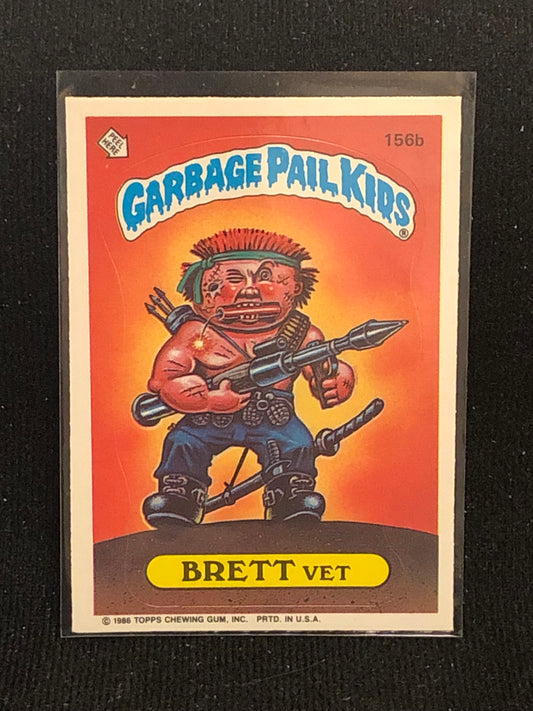 PEEL
HERE
156b
GARBAGE PAIL KIDS
®
BRETT VET
© 1986 TOPPS CHEWING GUM, INC. PRTD. IN U.S.A.